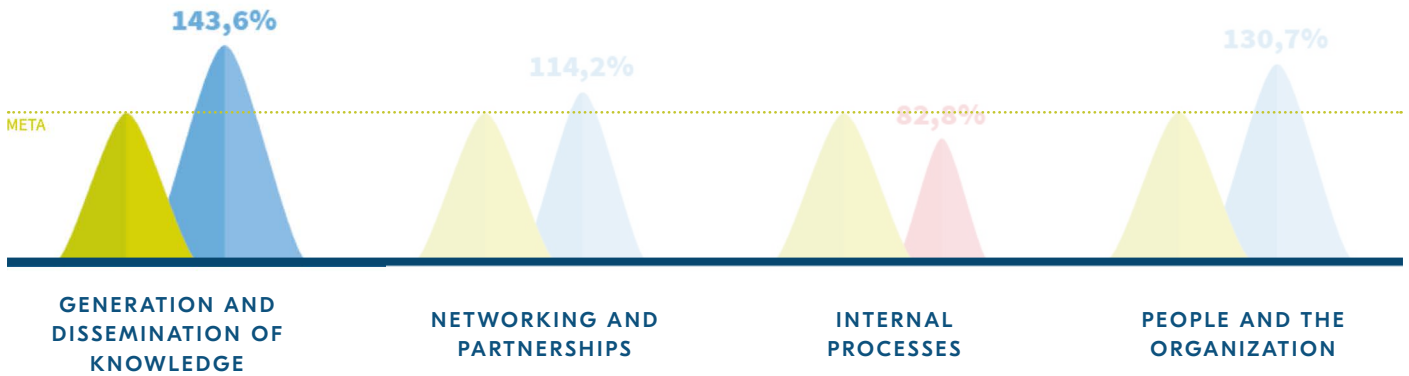 143,6%
114,2%
82,8%
130,7%
META
GENERATION AND
DISSEMINATION OF
KNOWLEDGE
NETWORKING AND
PARTNERSHIPS
INTERNAL
PROCESSES
PEOPLE AND THE
ORGANIZATION